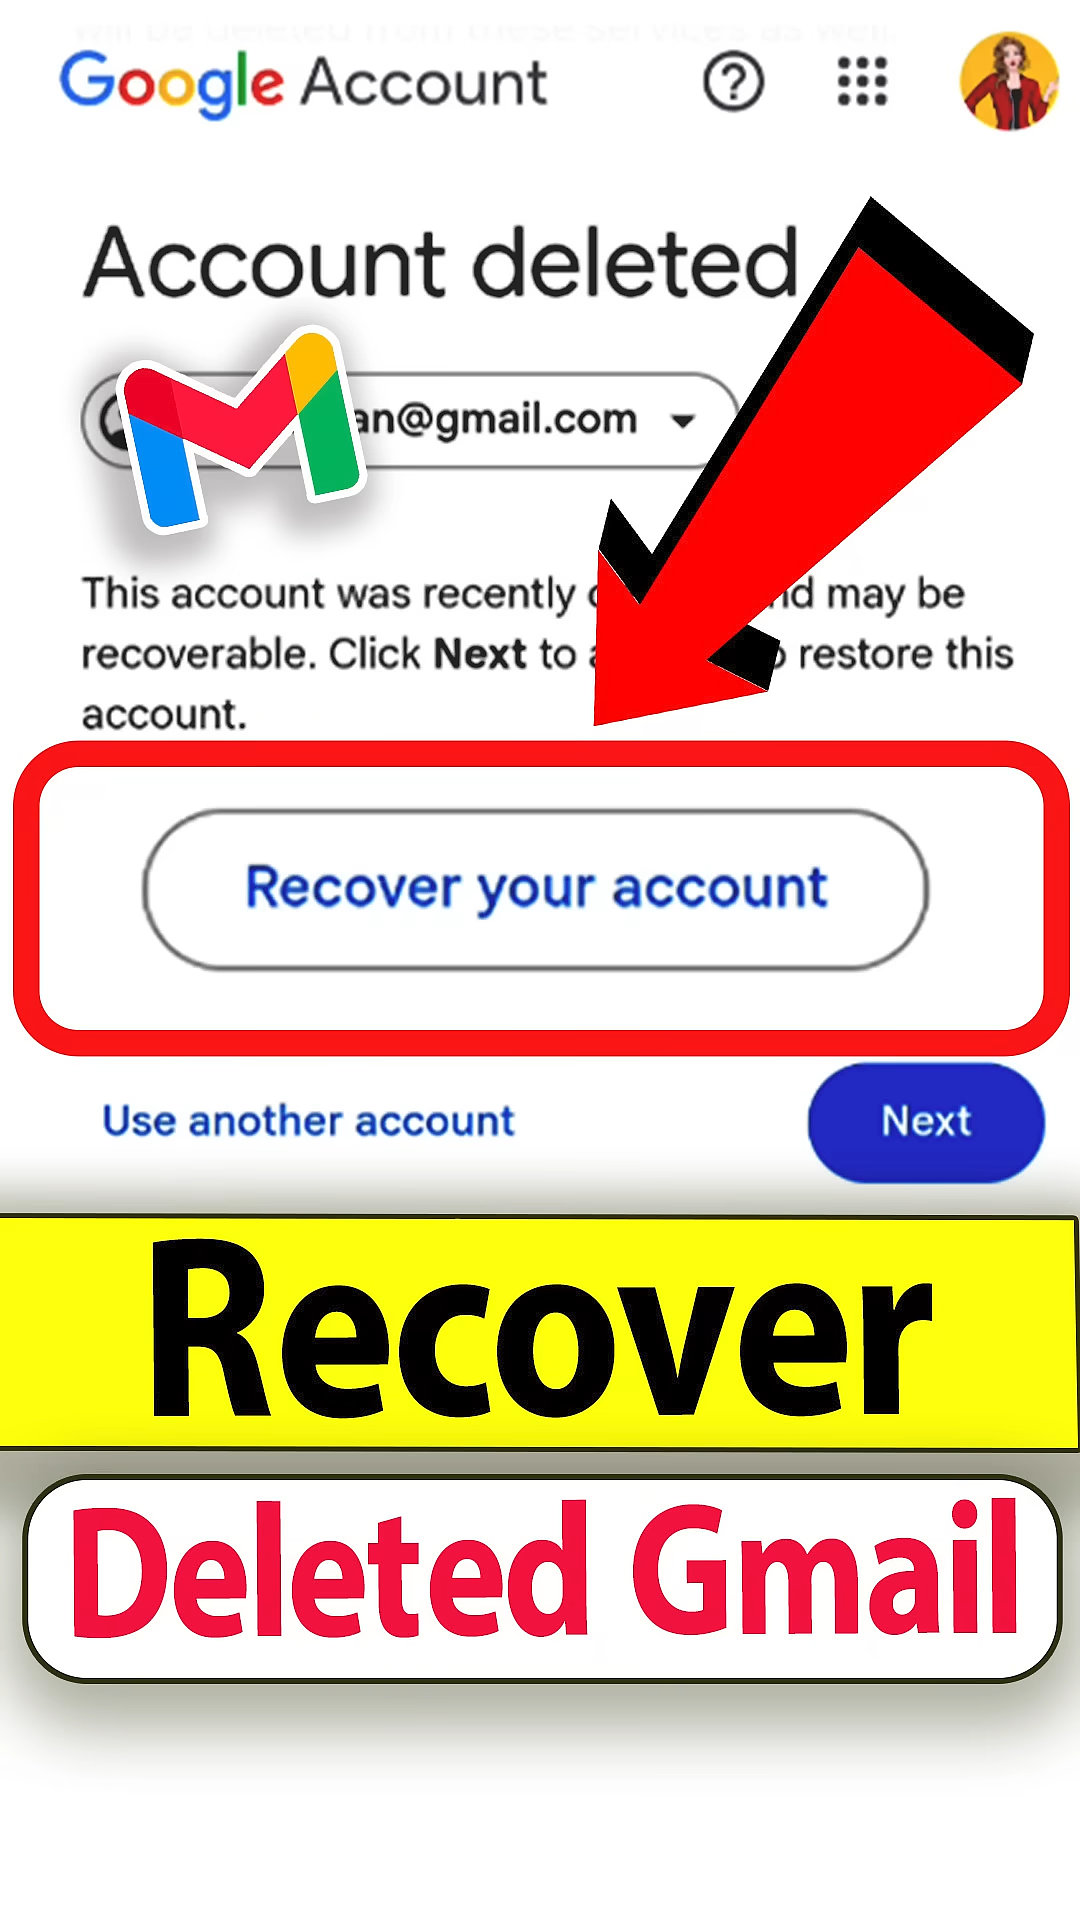 Google Account
Account deleted
an@gmail.com
This account was recently nd may be
recoverable. Click Next to restore this
account.
Recover your account
Use another account
Next
Recover
Deleted Gmail